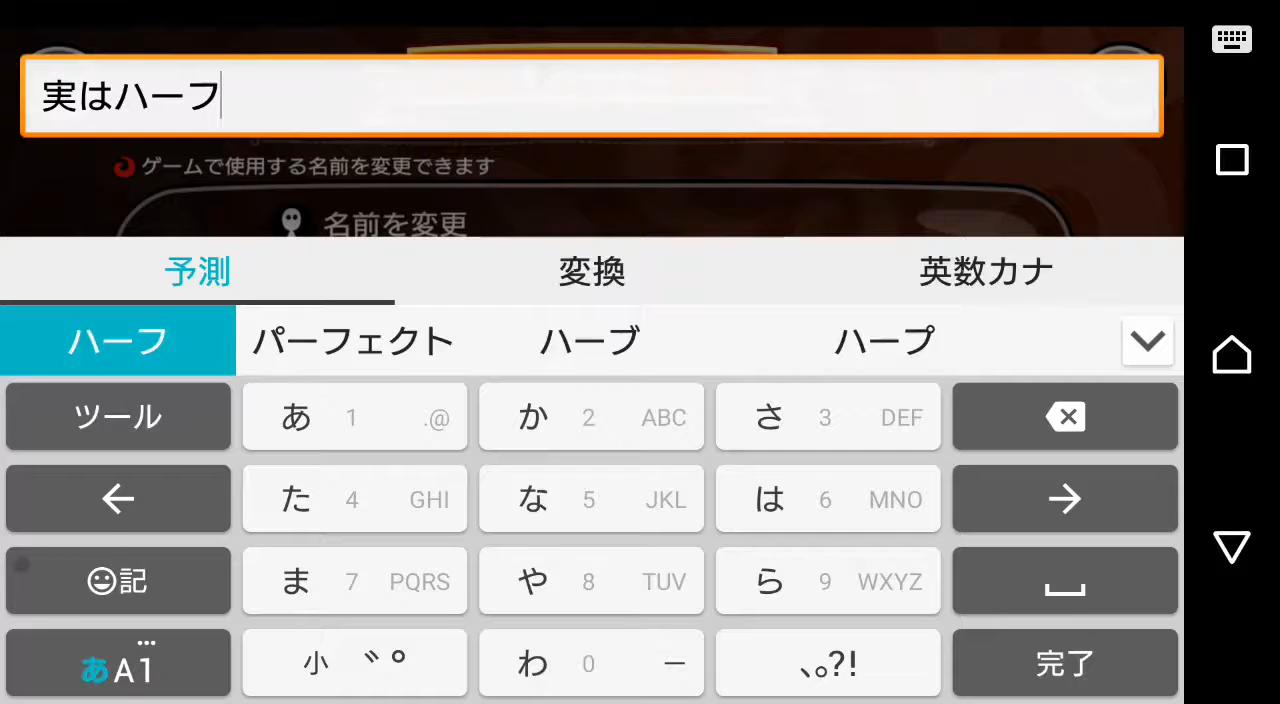 実はハーフ
ゲームで使用する名前を変更できます
名前を変更
予測 変換 英数カナ
ハーフ パーフェクト ハーブ ハープ
ツール あ 1 .@ か 2 ABC さ 3 DEF
た 4 GHI な 5 JKL は 6 MNO
記 ま 7 PQRS や 8 TUV ら 9 WXYZ
あA1 小 ゛゜ わ 0 ー 、。?! 完了